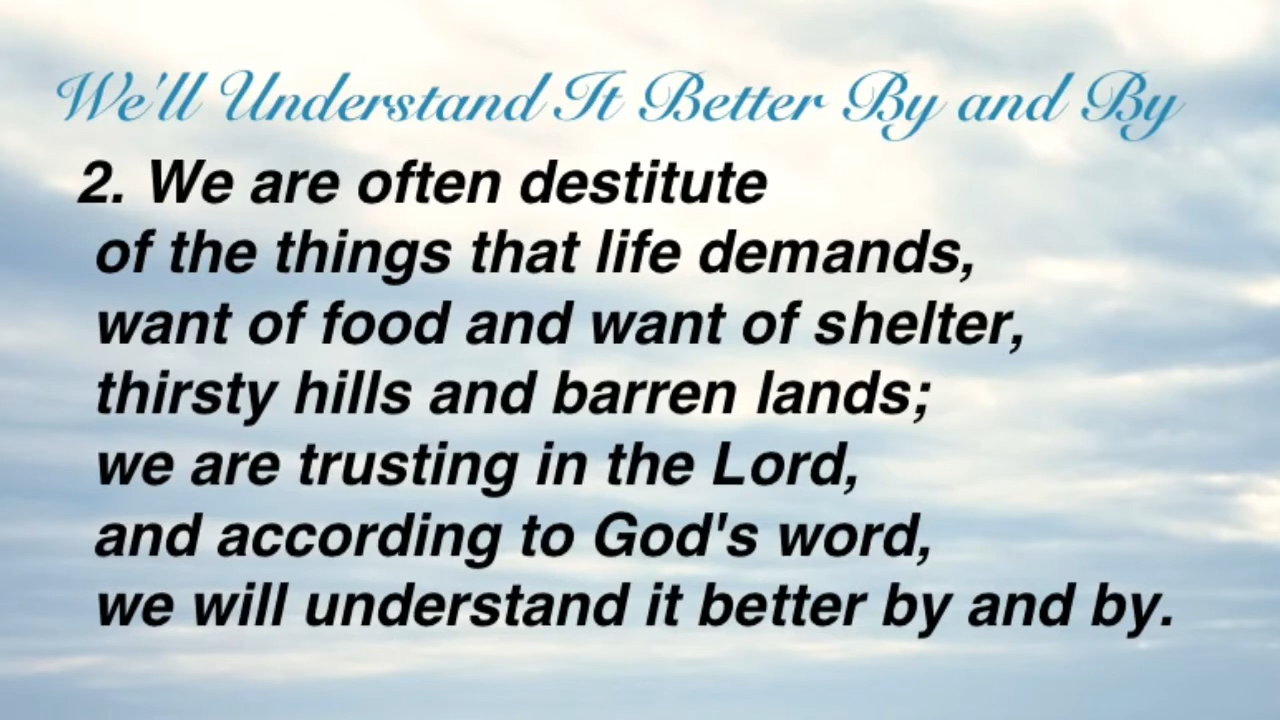 We'll Understand It Better By and By
2. We are often destitute
of the things that life demands,
want of food and want of shelter,
thirsty hills and barren lands;
we are trusting in the Lord,
and according to God's word,
we will understand it better by and by.